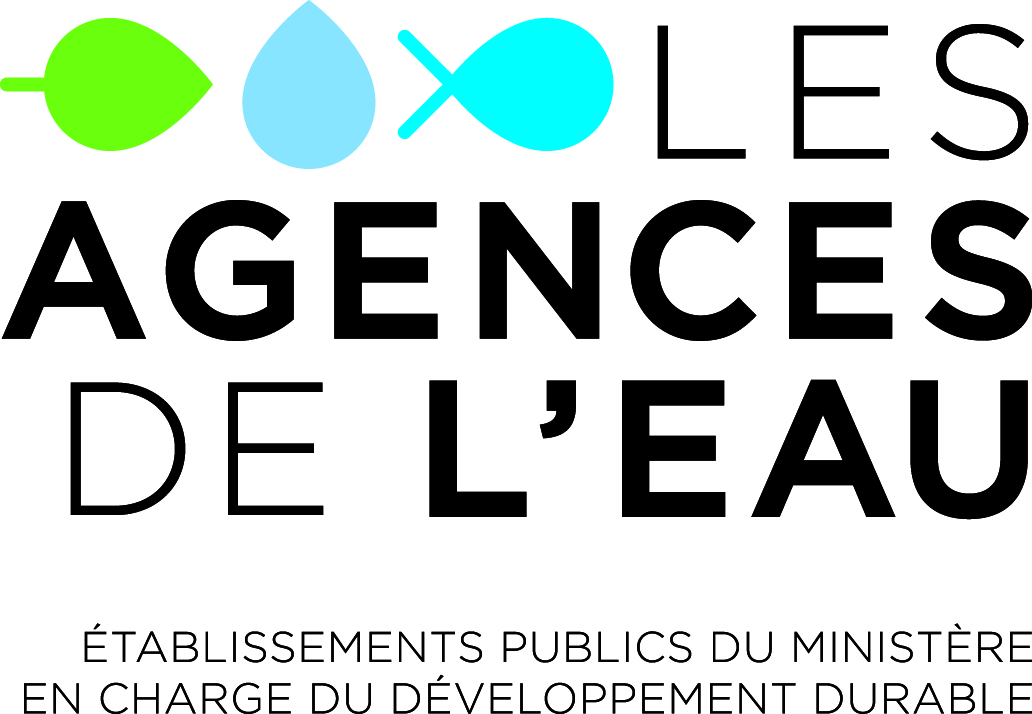 LES
AGENCES
DE L’EAU
ÉTABLISSEMENTS PUBLICS DU MINISTÈRE
EN CHARGE DU DÉVELOPPEMENT DURABLE